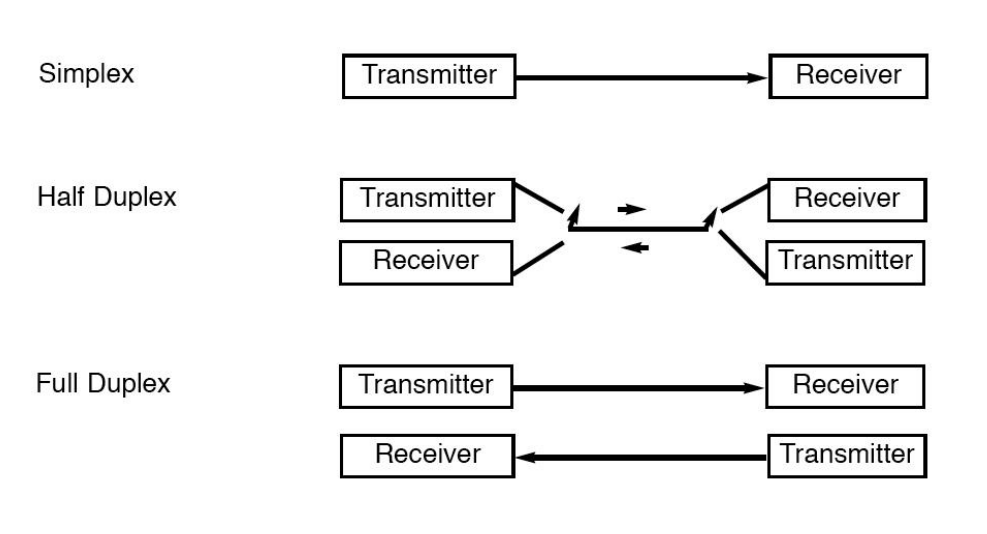 Simplex Transmitter Receiver
Half Duplex Transmitter Receiver
Receiver Transmitter
Full Duplex Transmitter Receiver
Receiver Transmitter